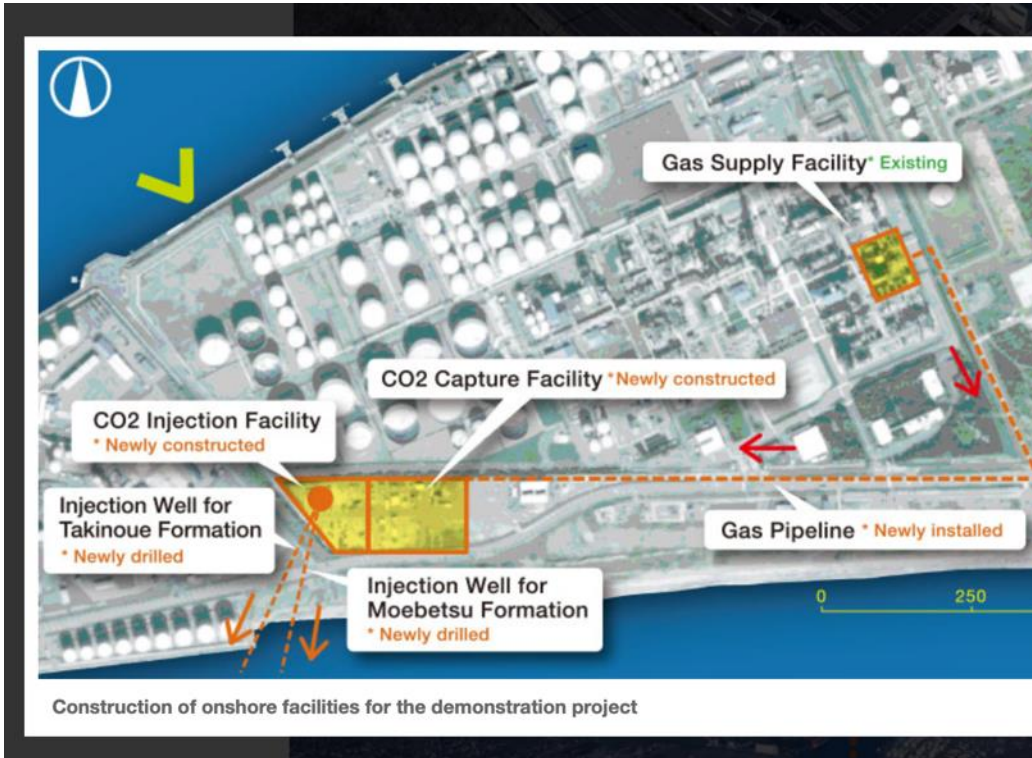 Gas Supply Facility * Existing
CO2 Capture Facility * Newly constructed
CO2 Injection Facility
* Newly constructed
Injection Well for
Takinoue Formation
* Newly drilled
Gas Pipeline * Newly installed
Injection Well for
Moebetsu Formation
* Newly drilled
0 250
Construction of onshore facilities for the demonstration project